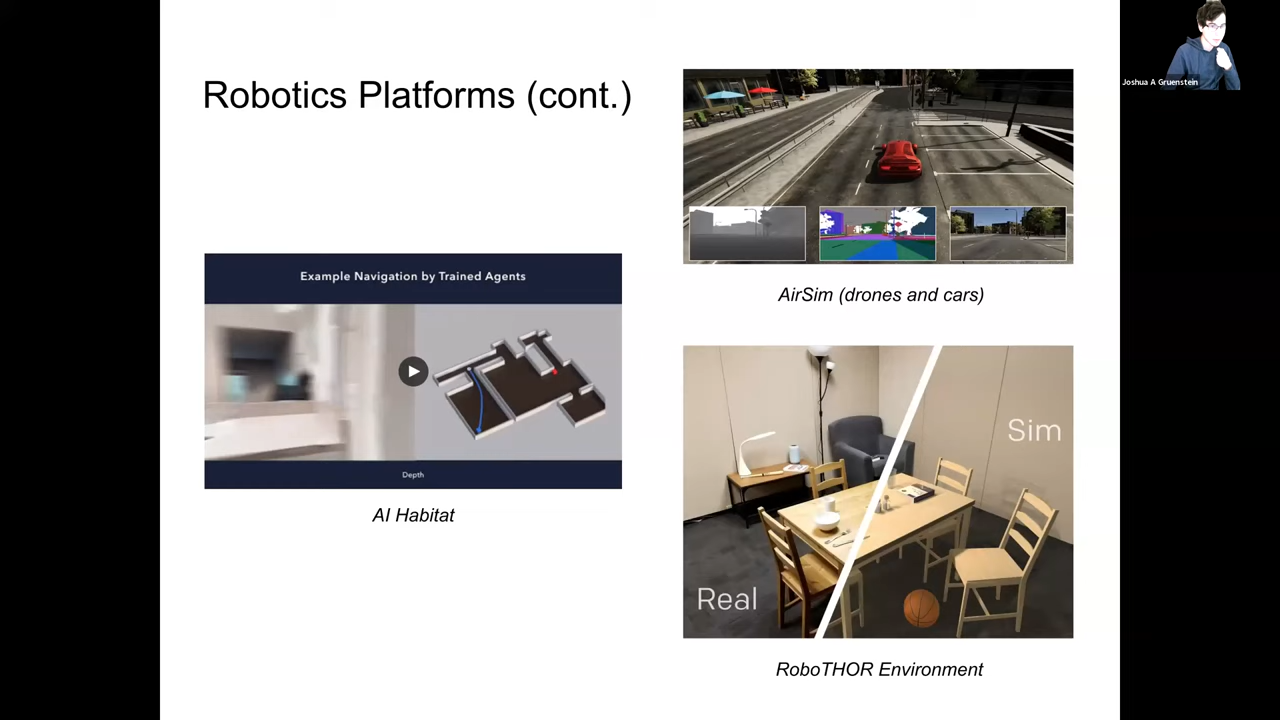 Robotics Platforms (cont.)
Example Navigation by Trained Agents
Depth
AI Habitat
AirSim (drones and cars)
Sim
Real
RoboTHOR Environment
Joshua A Gruenstein